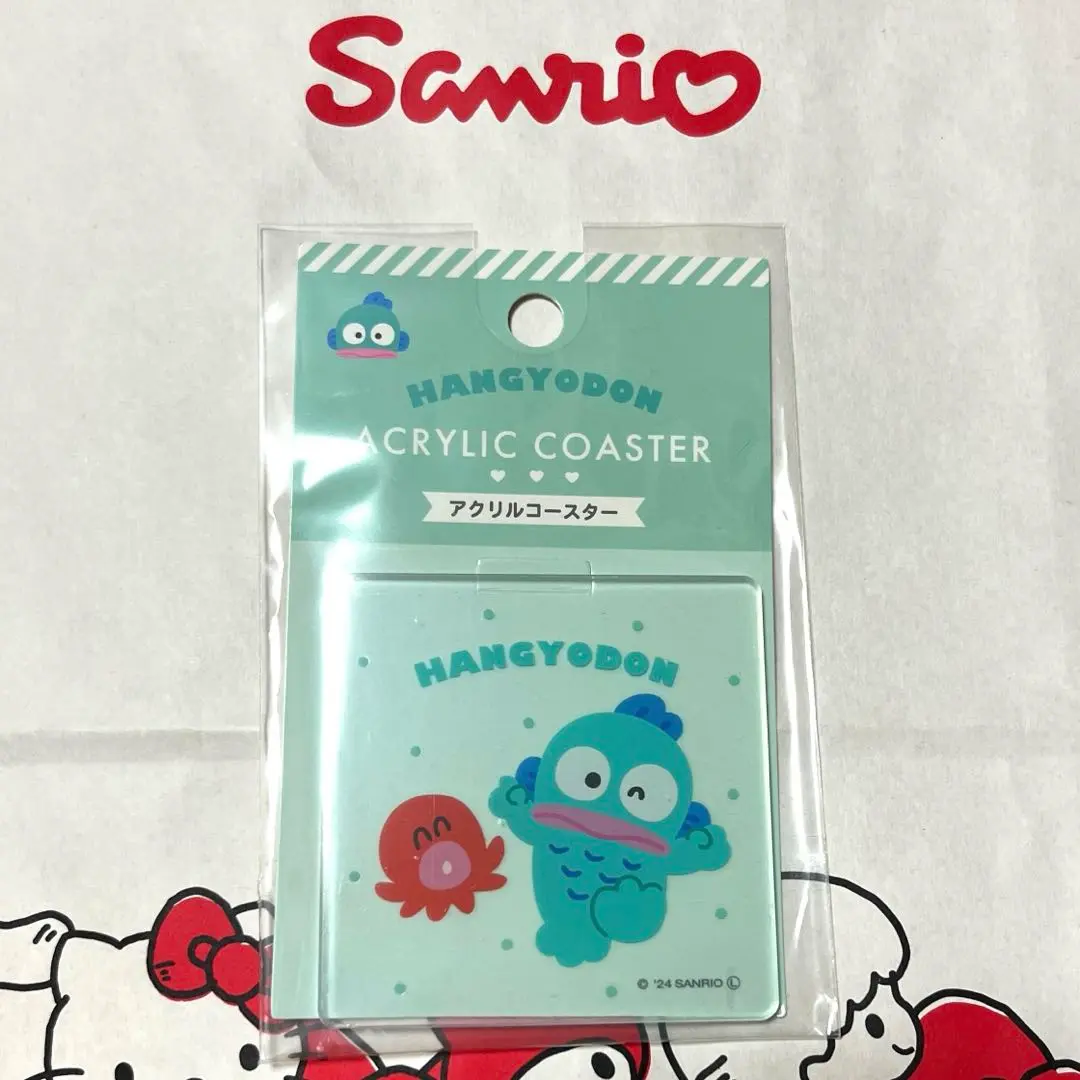 Sanrio
HANGYODON
ACRYLIC COASTER
アクリルコースター
HANGYODON
© '24 SANRIO Ⓛ